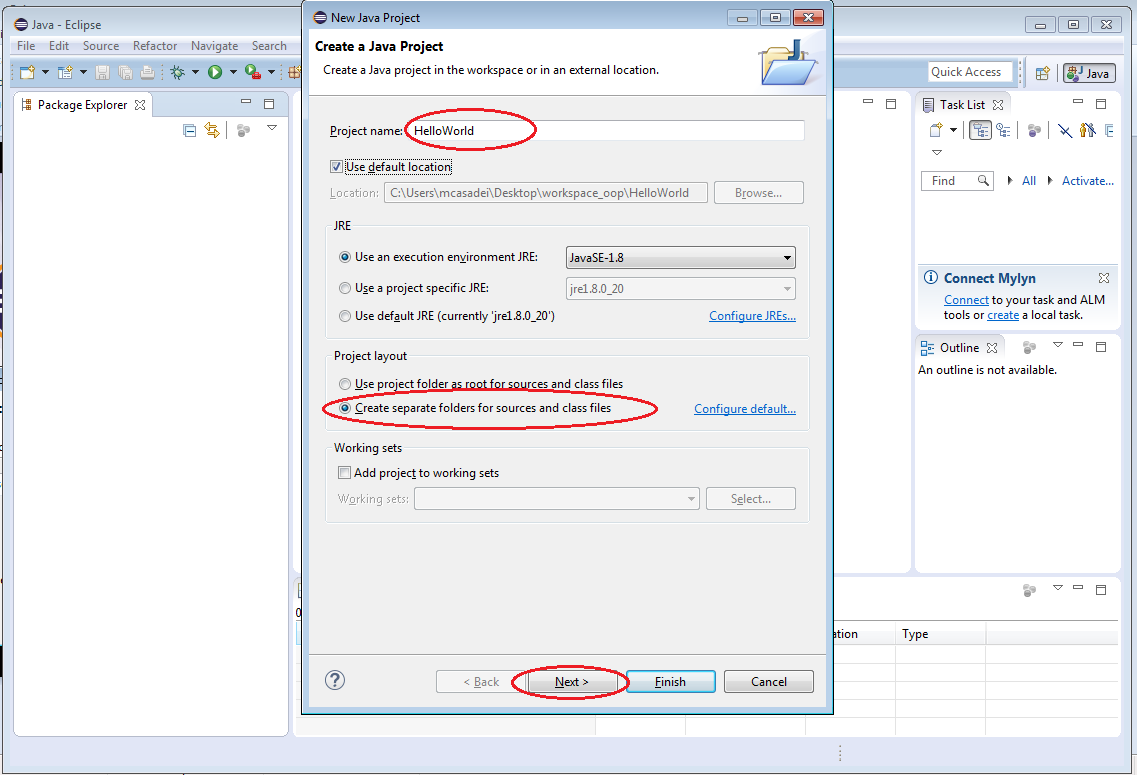 Java - Eclipse
File Edit Source Refactor Navigate Search
Quick Access
Java
Package Explorer
New Java Project
Create a Java Project
Create a Java project in the workspace or in an external location.
Project name: HelloWorld
Use default location
Location: C:\Users\mcasadei\Desktop\workspace_oop\HelloWorld Browse...
JRE
Use an execution environment JRE: JavaSE-1.8
Use a project specific JRE: jre1.8.0_20
Use default JRE (currently 'jre1.8.0_20') Configure JREs...
Project layout
Use project folder as root for sources and class files
Create separate folders for sources and class files Configure default...
Working sets
Add project to working sets
Working sets: Select...
? < Back Next > Finish Cancel
Task List
Find All Activate...
Connect Mylyn
Connect to your task and ALM
tools or create a local task.
Outline
An outline is not available.
0
ation Type